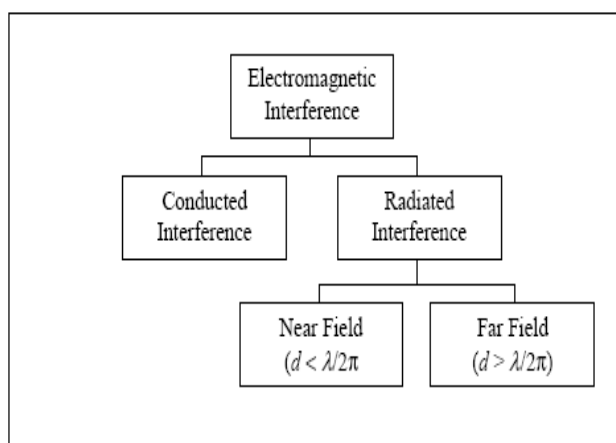 Electromagnetic
Interference
Conducted
Interference
Radiated
Interference
Near Field
(d < λ/2π
Far Field
(d > λ/2π)